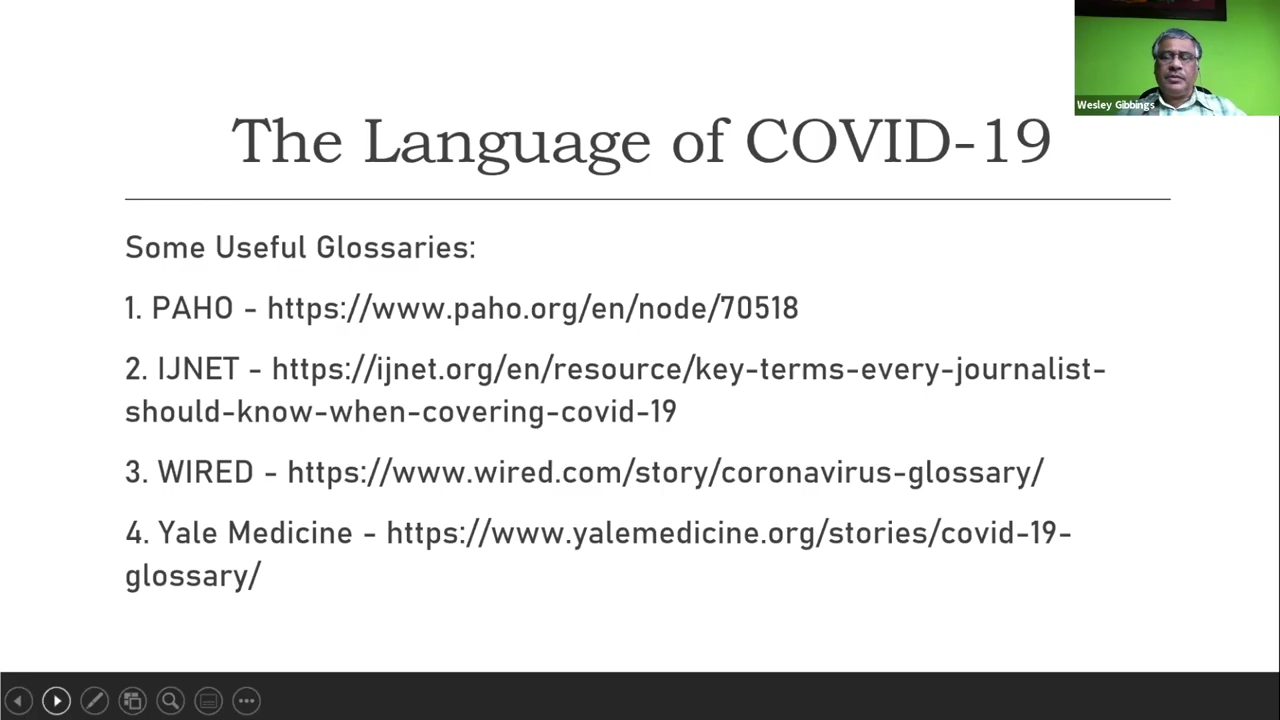 Wesley Gibbings
The Language of COVID-19
Some Useful Glossaries:
1. PAHO - https://www.paho.org/en/node/70518
2. IJNET - https://ijnet.org/en/resource/key-terms-every-journalist-
should-know-when-covering-covid-19
3. WIRED - https://www.wired.com/story/coronavirus-glossary/
4. Yale Medicine - https://www.yalemedicine.org/stories/covid-19-
glossary/